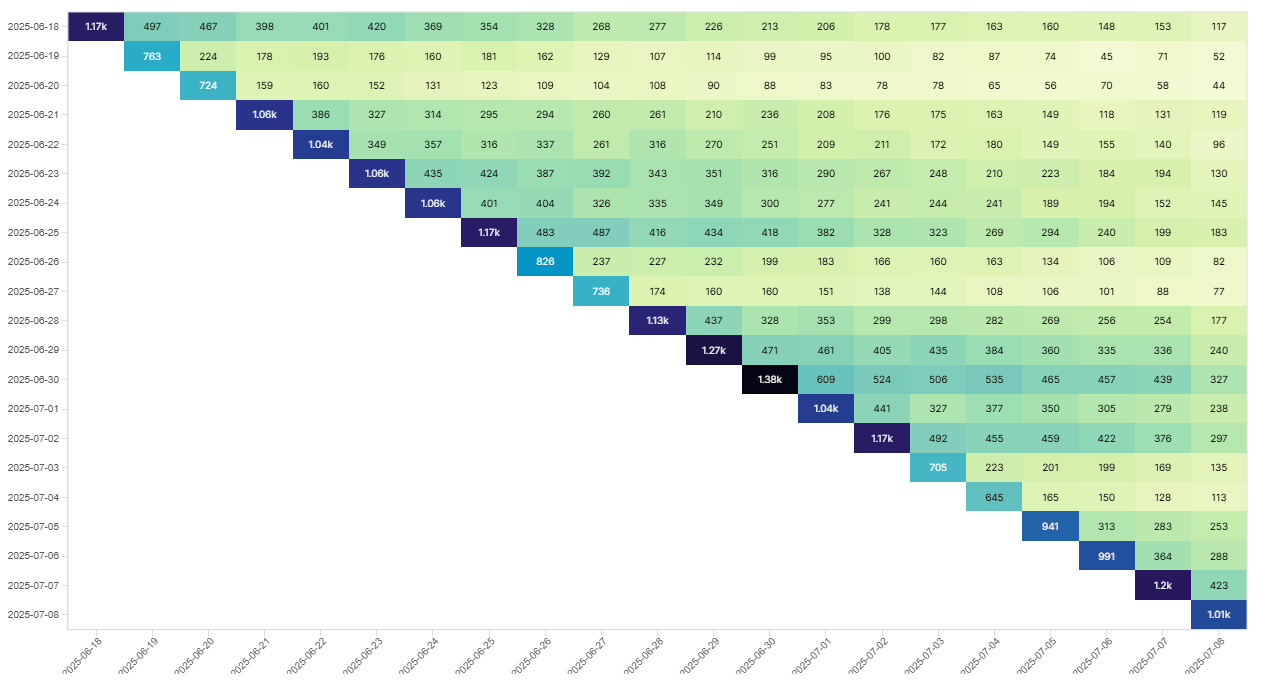 2025-06-18 1.17k 497 467 398 401 420 369 354 328 268 277 226 213 206 178 177 163 160 148 153 117
2025-06-19 763 224 178 193 176 160 181 162 129 107 114 99 95 100 82 87 74 45 71 52
2025-06-20 724 159 160 152 131 123 109 104 108 90 88 83 78 78 65 56 70 58 44
2025-06-21 1.06k 386 327 314 295 294 260 261 210 236 208 176 175 163 149 118 131 119
2025-06-22 1.04k 349 357 316 337 261 316 270 251 209 211 172 180 149 155 140 96
2025-06-23 1.06k 435 424 387 392 343 351 316 290 267 248 210 223 184 194 130
2025-06-24 1.06k 401 404 326 335 349 300 277 241 244 241 189 194 152 145
2025-06-25 1.17k 483 487 416 434 418 382 328 323 269 294 240 199 183
2025-06-26 826 237 227 232 199 183 166 160 163 134 106 109 82
2025-06-27 736 174 160 160 151 138 144 108 106 101 88 77
2025-06-28 1.13k 437 328 353 299 298 282 269 256 254 177
2025-06-29 1.27k 471 461 405 435 384 360 335 336 240
2025-06-30 1.38k 609 524 506 535 465 457 439 327
2025-07-01 1.04k 441 327 377 350 305 279 238
2025-07-02 1.17k 492 455 459 422 376 297
2025-07-03 705 223 201 199 169 135
2025-07-04 645 165 150 128 113
2025-07-05 941 313 283 253
2025-07-06 991 364 288
2025-07-07 1.2k 423
2025-07-08 1.01k
2025-06-18 2025-06-19 2025-06-20 2025-06-21 2025-06-22 2025-06-23 2025-06-24 2025-06-25 2025-06-26 2025-06-27 2025-06-28 2025-06-29 2025-06-30 2025-07-01 2025-07-02 2025-07-03 2025-07-04 2025-07-05 2025-07-06 2025-07-07 2025-07-08